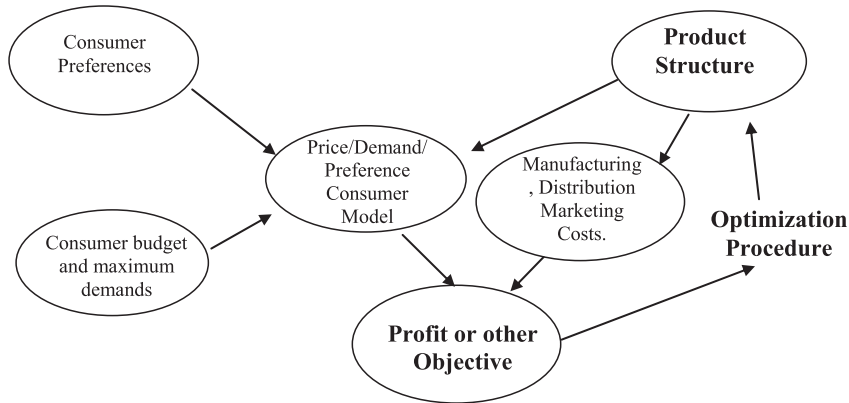 Consumer
Preferences
Product
Structure
Price/Demand/
Preference
Consumer
Model
Manufacturing
, Distribution
Marketing
Costs.
Optimization
Procedure
Consumer budget
and maximum
demands
Profit or other
Objective